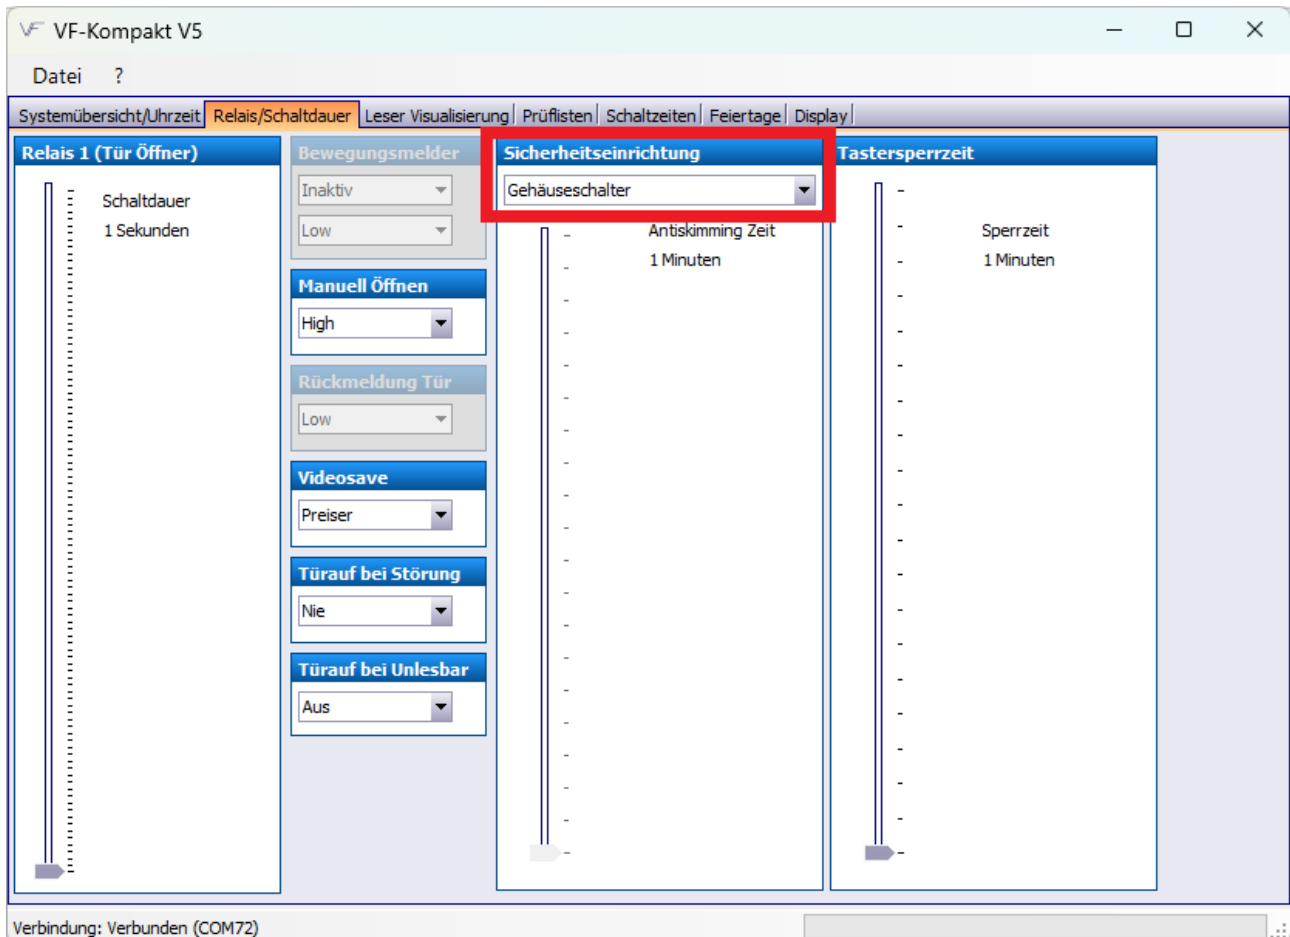 VF VF-Kompakt V5
Datei ?
Systemübersicht/Uhrzeit Relais/Schaltdauer Leser Visualisierung Prüflisten Schaltzeiten Feiertage Display
Relais 1 (Tür Öffner)
Schaltdauer
1 Sekunden
Bewegungsmelder
Inaktiv
Low
Manuell Öffnen
High
Rückmeldung Tür
Low
Videosave
Preiser
Türauf bei Störung
Nie
Türauf bei Unlesbar
Aus
Sicherheitseinrichtung
Gehäuseschalter
Antiskimming Zeit
1 Minuten
Tastersperrzeit
Sperrzeit
1 Minuten
Verbindung: Verbunden (COM72)